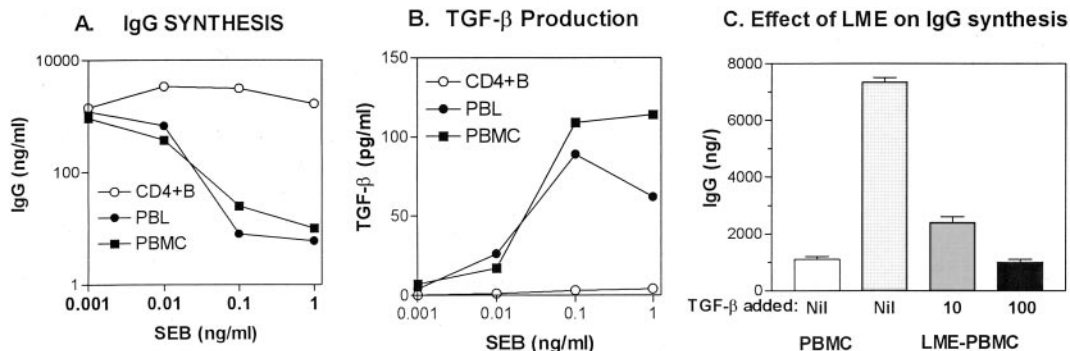 A. IgG SYNTHESIS
10000
100
1
IgG (ng/ml)
CD4+B
PBL
PBMC
0.001 0.01 0.1 1
SEB (ng/ml)
B. TGF-β Production
150
100
50
0
TGF-β (pg/ml)
CD4+B
PBL
PBMC
0.001 0.01 0.1 1
SEB (ng/ml)
C. Effect of LME on IgG synthesis
8000
6000
4000
2000
0
IgG (ng/)
TGF-β added: Nil Nil 10 100
PBMC LME-PBMC